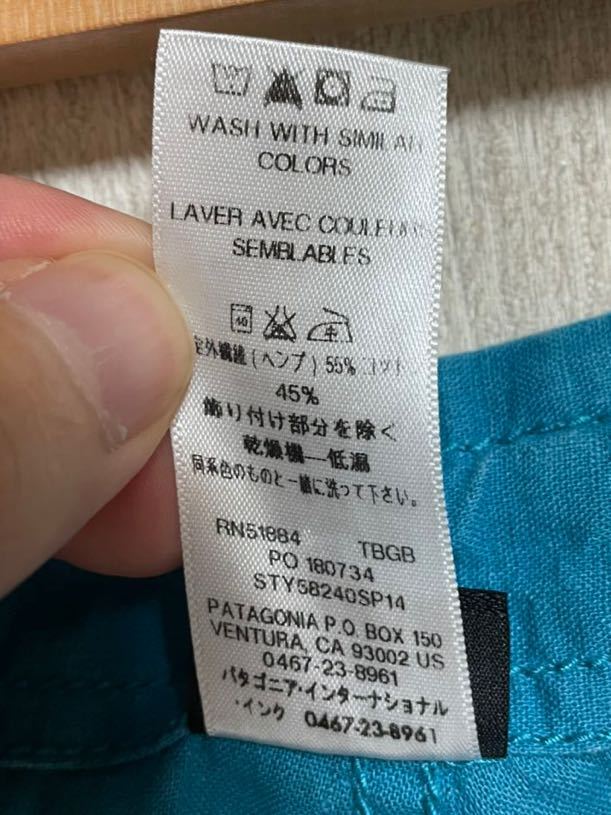 WASH WITH SIMILAR
COLORS
LAVER AVEC COULEURS
SEMBLABLES
40
定外繊維(ヘンプ) 55% コット
45%
飾り付け部分を除く
乾燥機—低温
同系色のものと一緒に洗って下さい。
RN51884 TBGB
PO 180734
STY58240SP14
PATAGONIA P.O. BOX 150
VENTURA, CA 93002 US
0467-23-8961
パタゴニア・インターナショナル
・インク 0467-23-8961